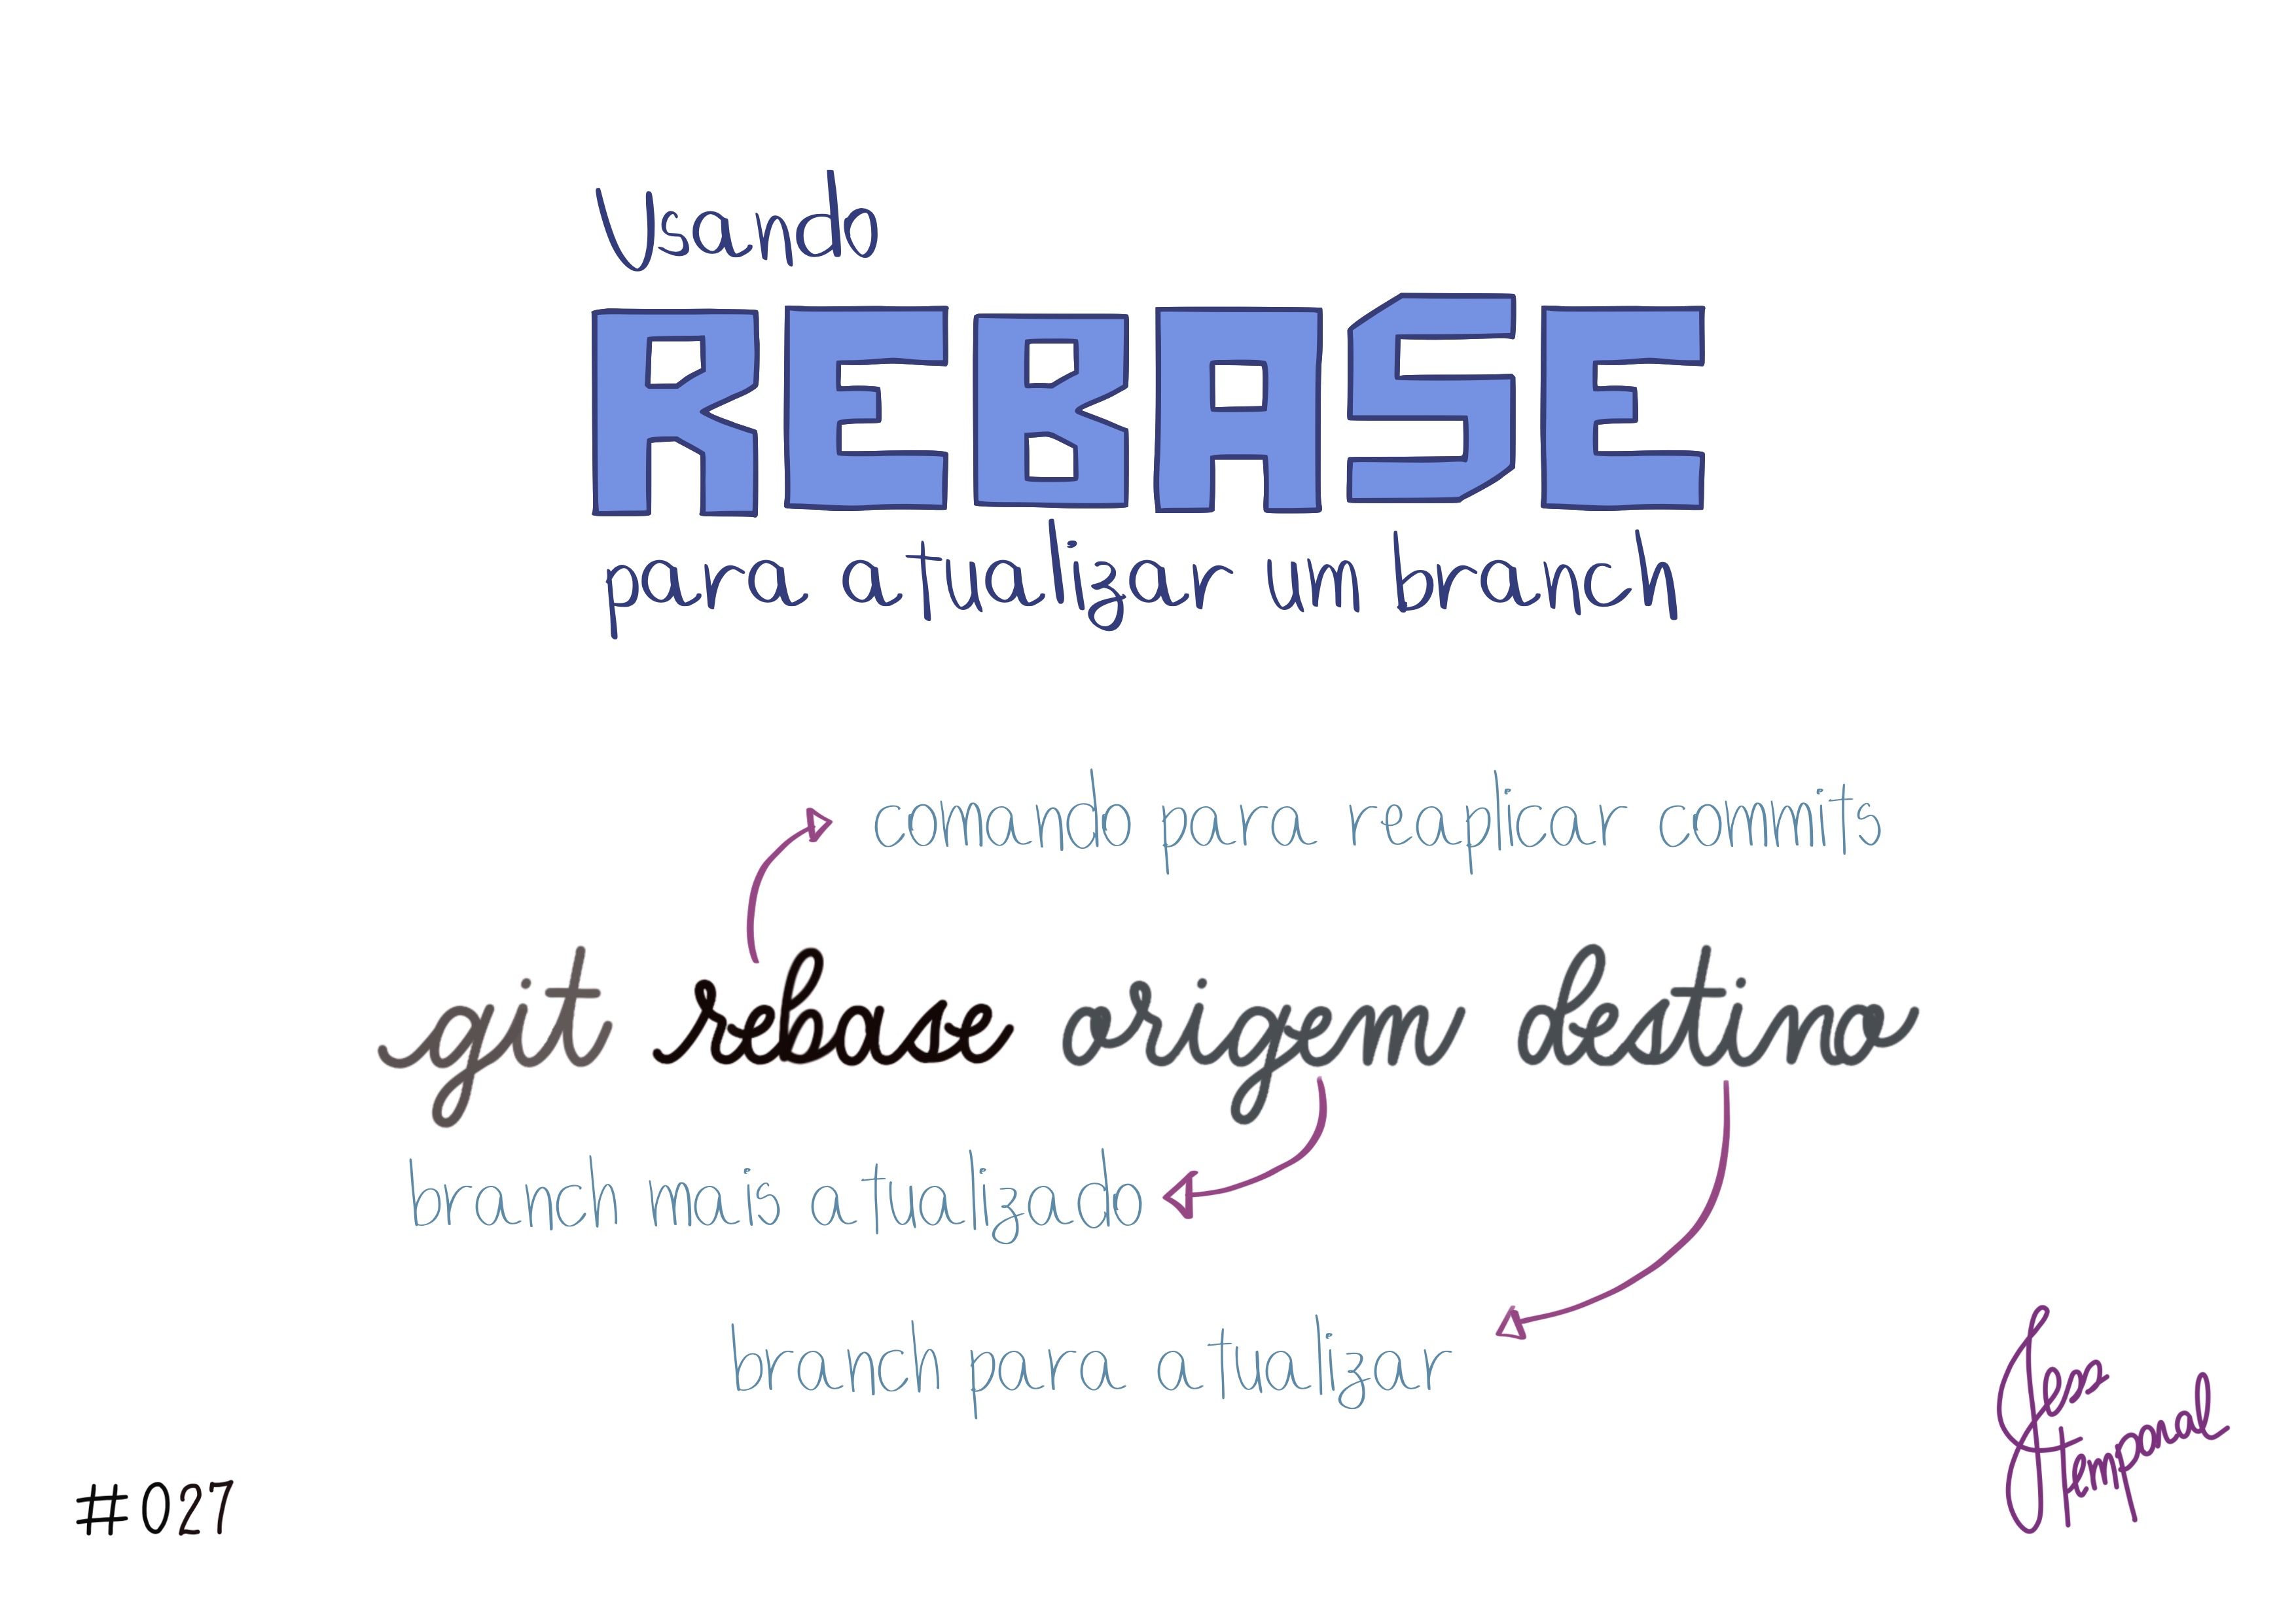 Usando
REBASE
para atualizar um branch
comando para reaplicar commits
git rebase origem destino
branch mais atualizado
branch para atualizar
#027
Jess
temporal